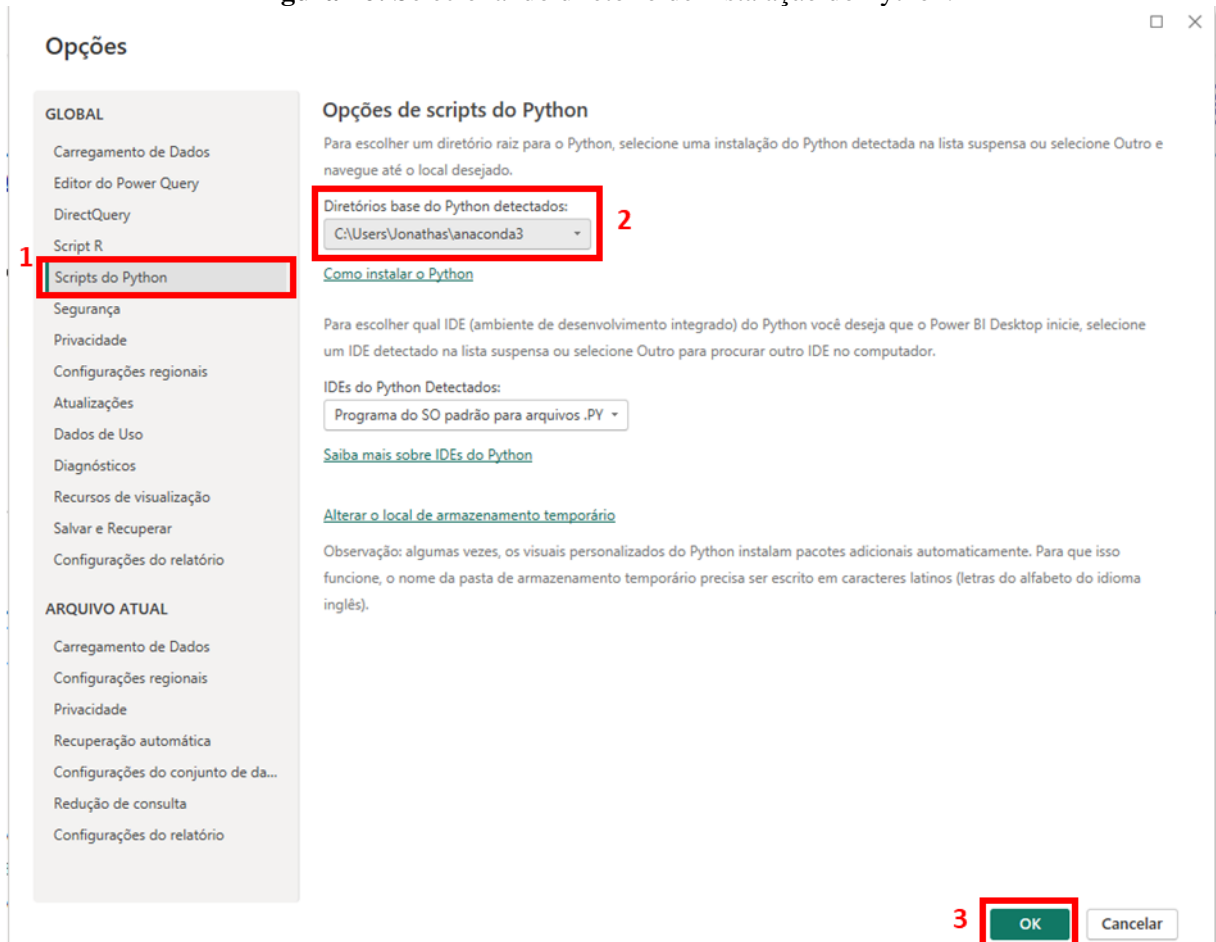 Opções
GLOBAL
Carregamento de Dados
Editor do Power Query
DirectQuery
Script R
1
Scripts do Python
Segurança
Privacidade
Configurações regionais
Atualizações
Dados de Uso
Diagnósticos
Recursos de visualização
Salvar e Recuperar
Configurações do relatório
ARQUIVO ATUAL
Carregamento de Dados
Configurações regionais
Privacidade
Recuperação automática
Configurações do conjunto de da...
Redução de consulta
Configurações do relatório
Opções de scripts do Python
Para escolher um diretório raiz para o Python, selecione uma instalação do Python detectada na lista suspensa ou selecione Outro e
navegue até o local desejado.
Diretórios base do Python detectados:
C:\Users\Jonathas\anaconda3
2
Como instalar o Python
Para escolher qual IDE (ambiente de desenvolvimento integrado) do Python você deseja que o Power BI Desktop inicie, selecione
um IDE detectado na lista suspensa ou selecione Outro para procurar outro IDE no computador.
IDEs do Python Detectados:
Programa do SO padrão para arquivos .PY
Saiba mais sobre IDEs do Python
Alterar o local de armazenamento temporário
Observação: algumas vezes, os visuais personalizados do Python instalam pacotes adicionais automaticamente. Para que isso
funcione, o nome da pasta de armazenamento temporário precisa ser escrito em caracteres latinos (letras do alfabeto do idioma
inglês).
3
OK
Cancelar